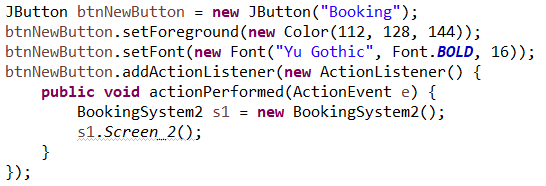 JButton btnNewButton = new JButton("Booking");
btnNewButton.setForeground(new Color(112, 128, 144));
btnNewButton.setFont(new Font("Yu Gothic", Font.BOLD, 16));
btnNewButton.addActionListener(new ActionListener() {
    public void actionPerformed(ActionEvent e) {
        BookingSystem2 s1 = new BookingSystem2();
        s1.Screen_2();
    }
});